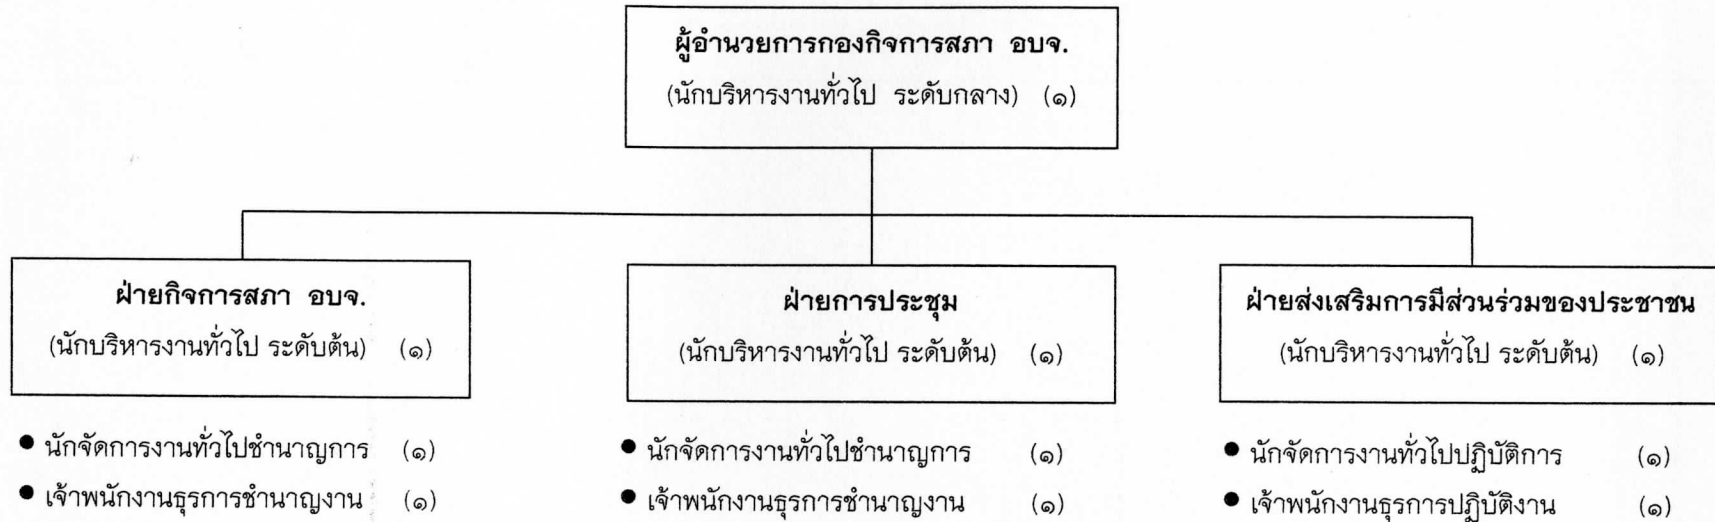 ผู้อำนวยการกองกิจการสภา อบจ.
(นักบริหารงานทั่วไป ระดับกลาง) (๑)
ฝ่ายกิจการสภา อบจ.
(นักบริหารงานทั่วไป ระดับต้น) (๑)
● นักจัดการงานทั่วไปชำนาญการ (๑)
● เจ้าพนักงานธุรการชำนาญงาน (๑)
ฝ่ายการประชุม
(นักบริหารงานทั่วไป ระดับต้น) (๑)
● นักจัดการงานทั่วไปชำนาญการ (๑)
● เจ้าพนักงานธุรการชำนาญงาน (๑)
ฝ่ายส่งเสริมการมีส่วนร่วมของประชาชน
(นักบริหารงานทั่วไป ระดับต้น) (๑)
● นักจัดการงานทั่วไปปฏิบัติการ (๑)
● เจ้าพนักงานธุรการปฏิบัติงาน (๑)